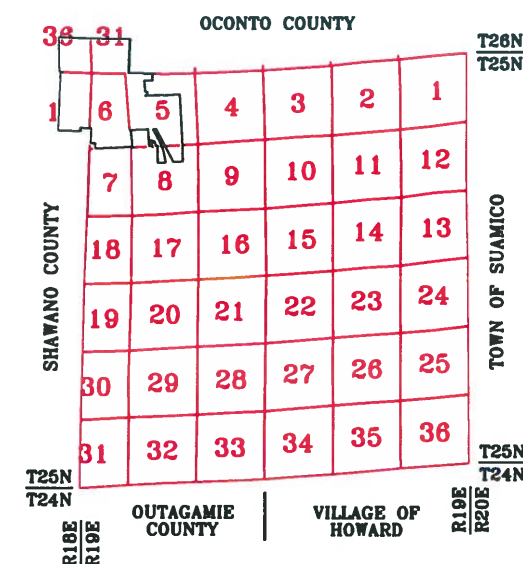 OCONTO COUNTY
36 31
T26N
T25N
1 6 5 4 3 2 1
7 8 9 10 11 12
18 17 16 15 14 13
SHAWANO COUNTY
TOWN OF SUAMICO
19 20 21 22 23 24
30 29 28 27 26 25
31 32 33 34 35 36
T25N
T24N
T25N
T24N
OUTAGAMIE
COUNTY
VILLAGE OF
HOWARD
R18E
R19E
R19E
R20E